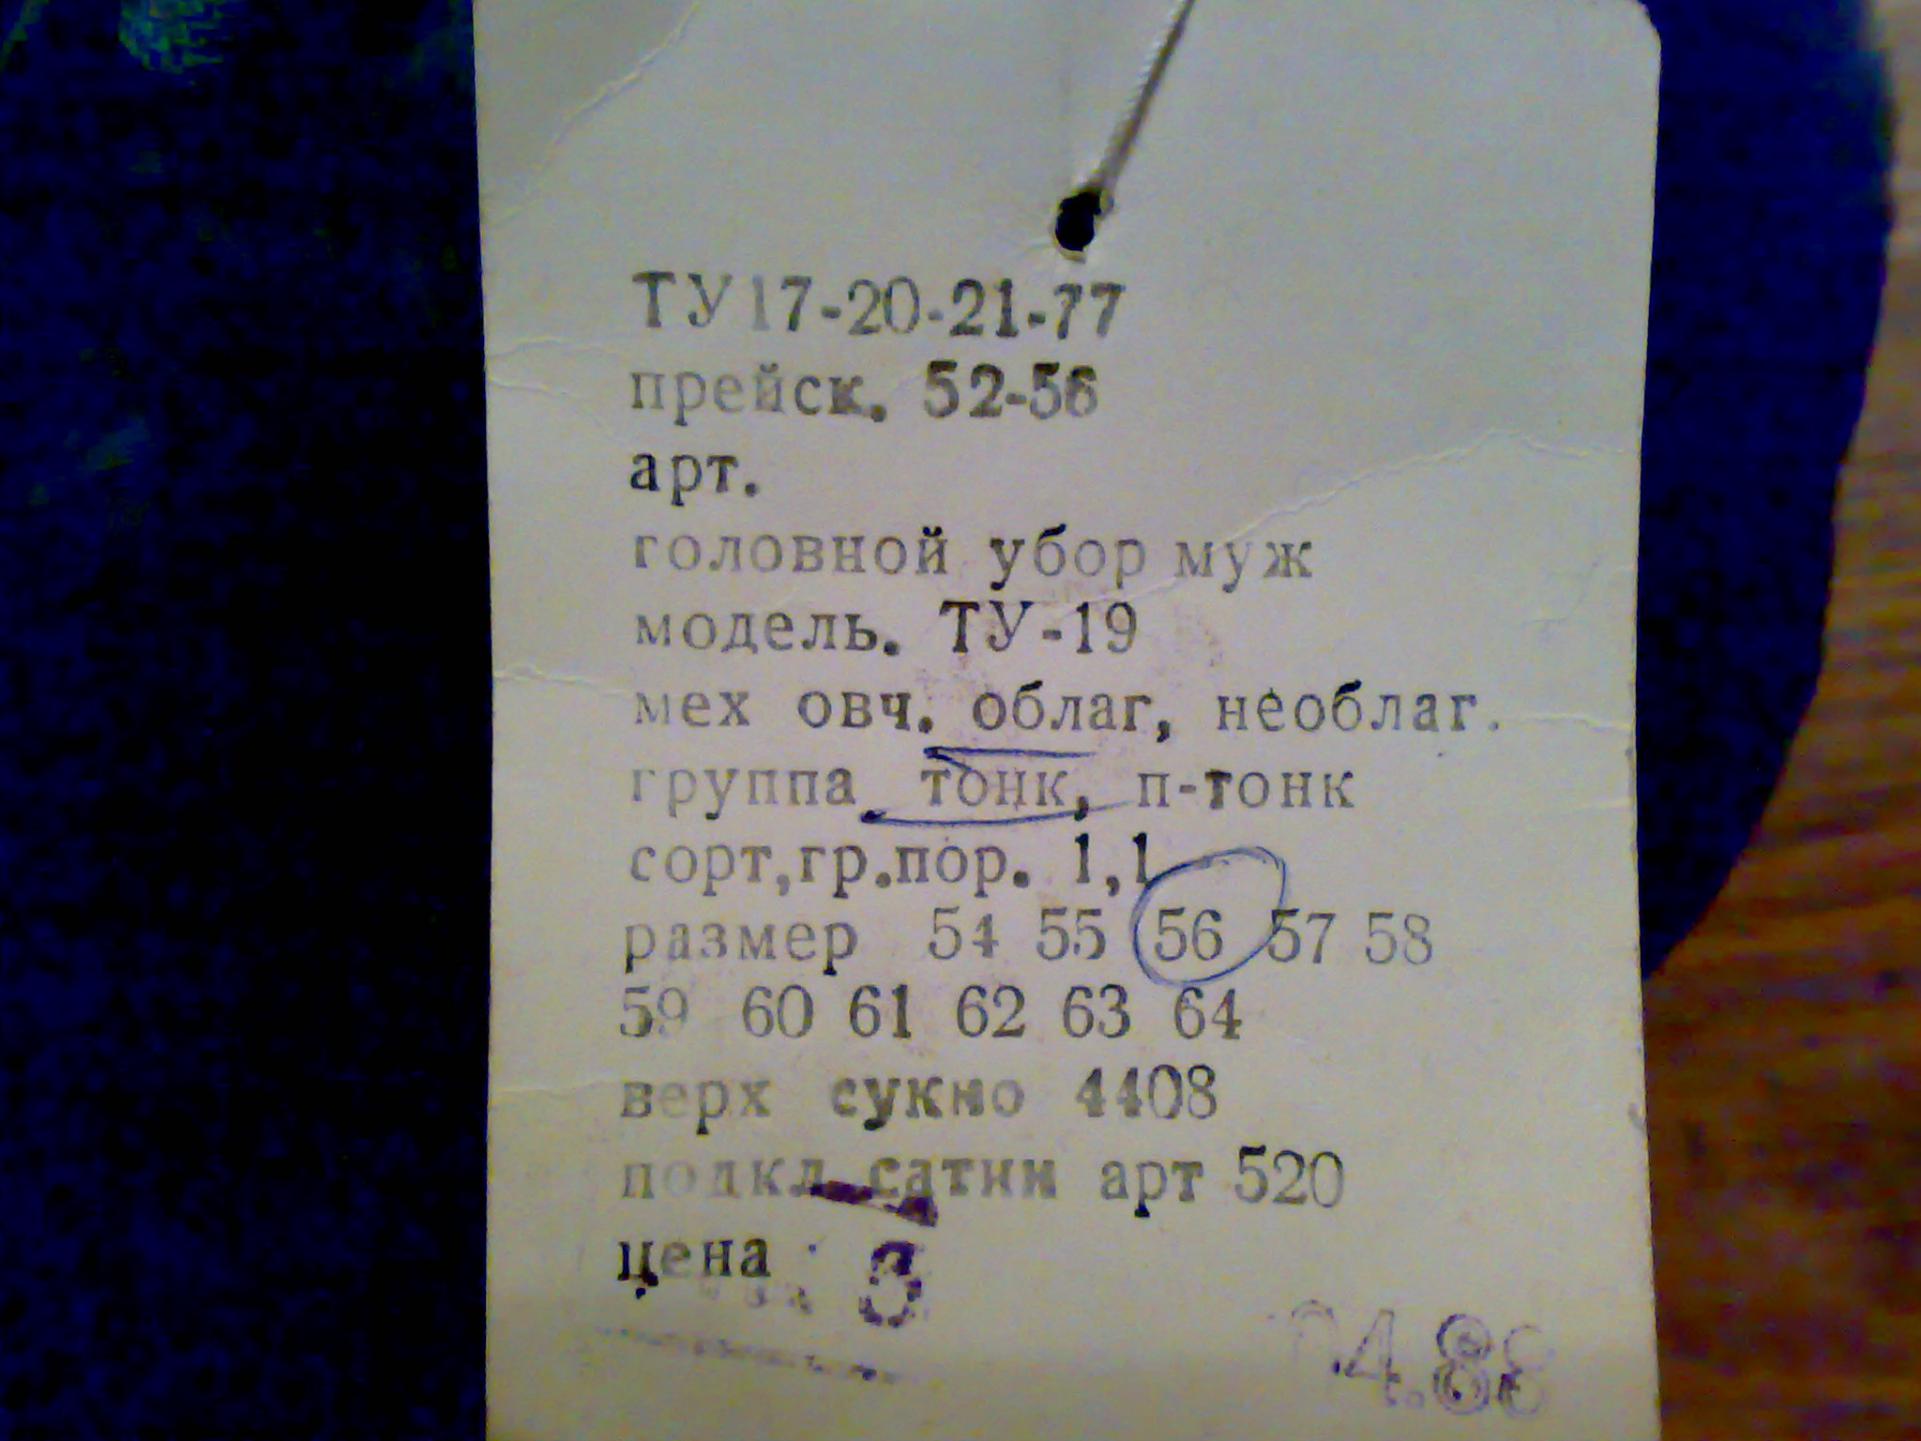 ТУ17-20-21-77
прейск. 52-56
арт.
головной убор муж
модель. ТУ-19
мех овч. облаг, необлаг.
группа тонк, п-тонк
сорт,гр.пор. 1,1
размер 54 55 56 57 58
59 60 61 62 63 64
верх сукно 4408
подкл сатин арт 520
цена
04.88